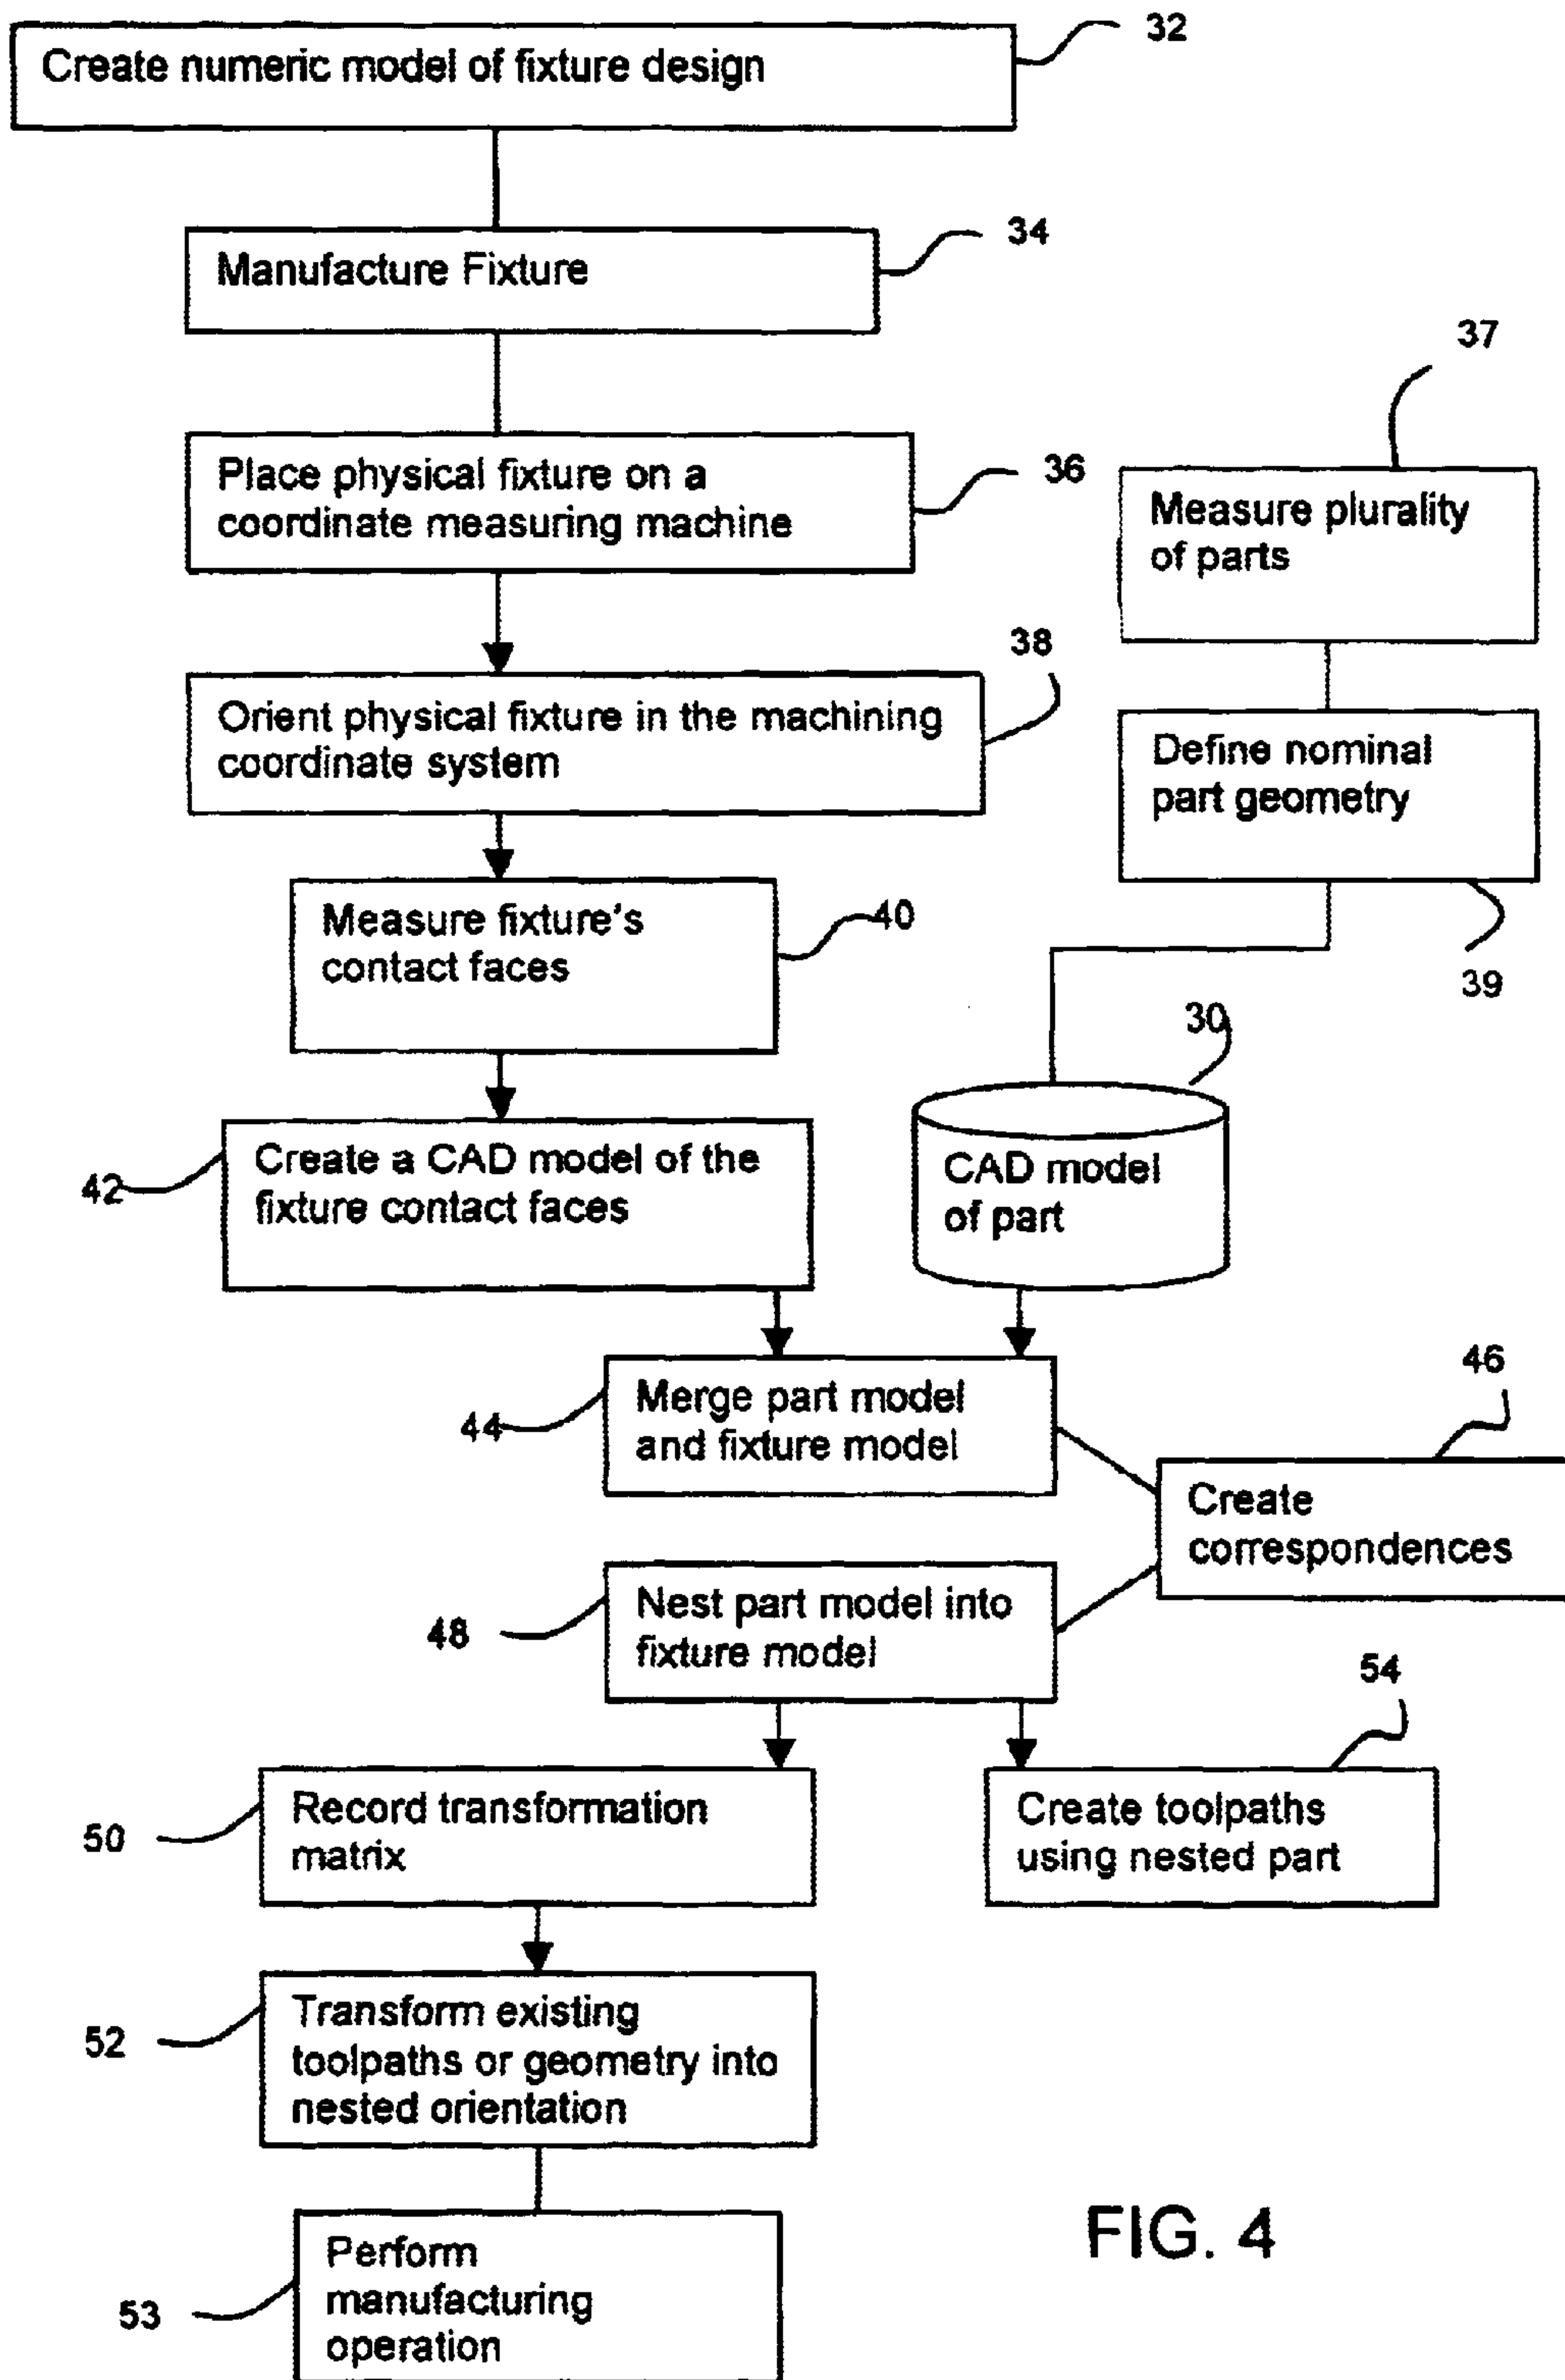 32
Create numeric model of fixture design
34
Manufacture Fixture
37
Place physical fixture on a
coordinate measuring machine
36
Measure plurality
of parts
38
Orient physical fixture in the machining
coordinate system
Define nominal
part geometry
Measure fixture's
contact faces
40
39
30
42
Create a CAD model of the
fixture contact faces
CAD model
of part
44
Merge part model
and fixture model
46
Create
correspondences
48
Nest part model into
fixture model
54
50
Record transformation
matrix
Create toolpaths
using nested part
52
Transform existing
toolpaths or geometry into
nested orientation
53
Perform
manufacturing
operation
FIG. 4